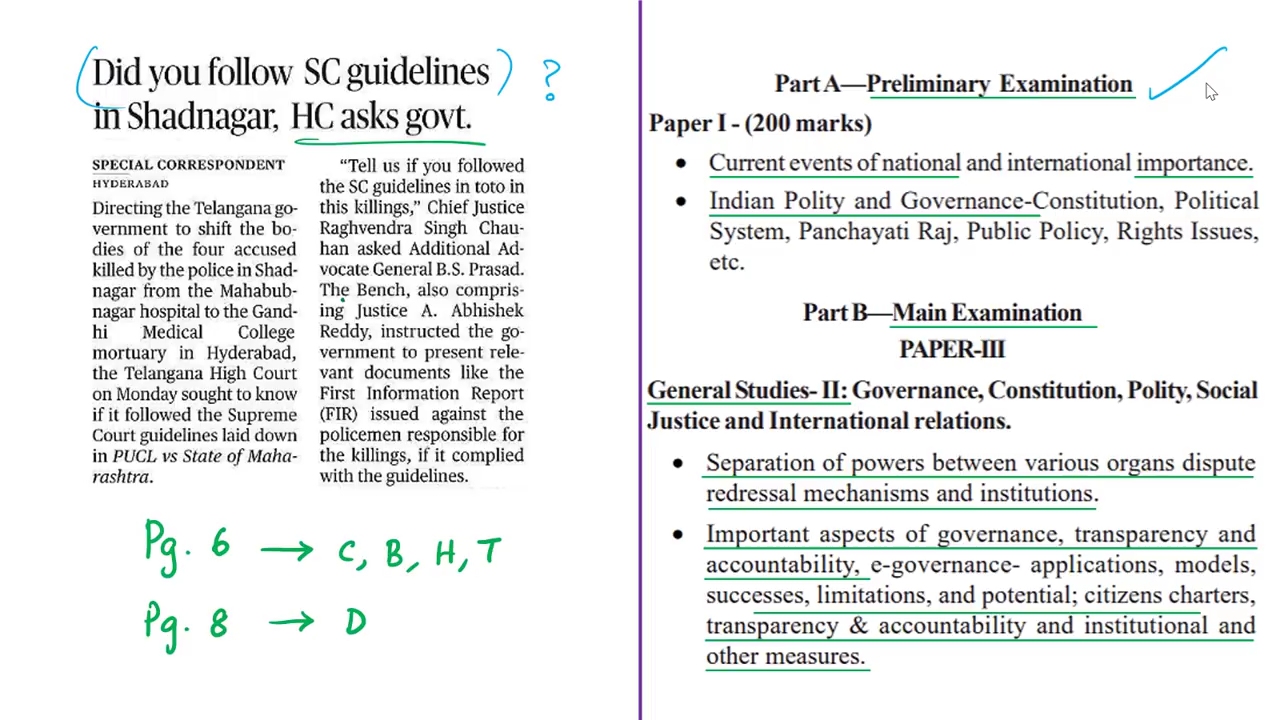 Did you follow SC guidelines
in Shadnagar, HC asks govt.
?
SPECIAL CORRESPONDENT
HYDERABAD
Directing the Telangana go-
vernment to shift the bo-
dies of the four accused
killed by the police in Shad-
nagar from the Mahabub-
nagar hospital to the Gand-
hi Medical College
mortuary in Hyderabad,
the Telangana High Court
on Monday sought to know
if it followed the Supreme
Court guidelines laid down
in PUCL vs State of Maha-
rashtra.
“Tell us if you followed
the SC guidelines in toto in
this killings,” Chief Justice
Raghvendra Singh Chau-
han asked Additional Ad-
vocate General B.S. Prasad.
The Bench, also compris-
ing Justice A. Abhishek
Reddy, instructed the go-
vernment to present rele-
vant documents like the
First Information Report
(FIR) issued against the
policemen responsible for
the killings, if it complied
with the guidelines.
Pg. 6 → C, B, H, T
Pg. 8 → D
Part A—Preliminary Examination
Paper I - (200 marks)
• Current events of national and international importance.
• Indian Polity and Governance-Constitution, Political
System, Panchayati Raj, Public Policy, Rights Issues,
etc.
Part B—Main Examination
PAPER-III
General Studies- II: Governance, Constitution, Polity, Social
Justice and International relations.
• Separation of powers between various organs dispute
redressal mechanisms and institutions.
• Important aspects of governance, transparency and
accountability, e-governance- applications, models,
successes, limitations, and potential; citizens charters,
transparency & accountability and institutional and
other measures.